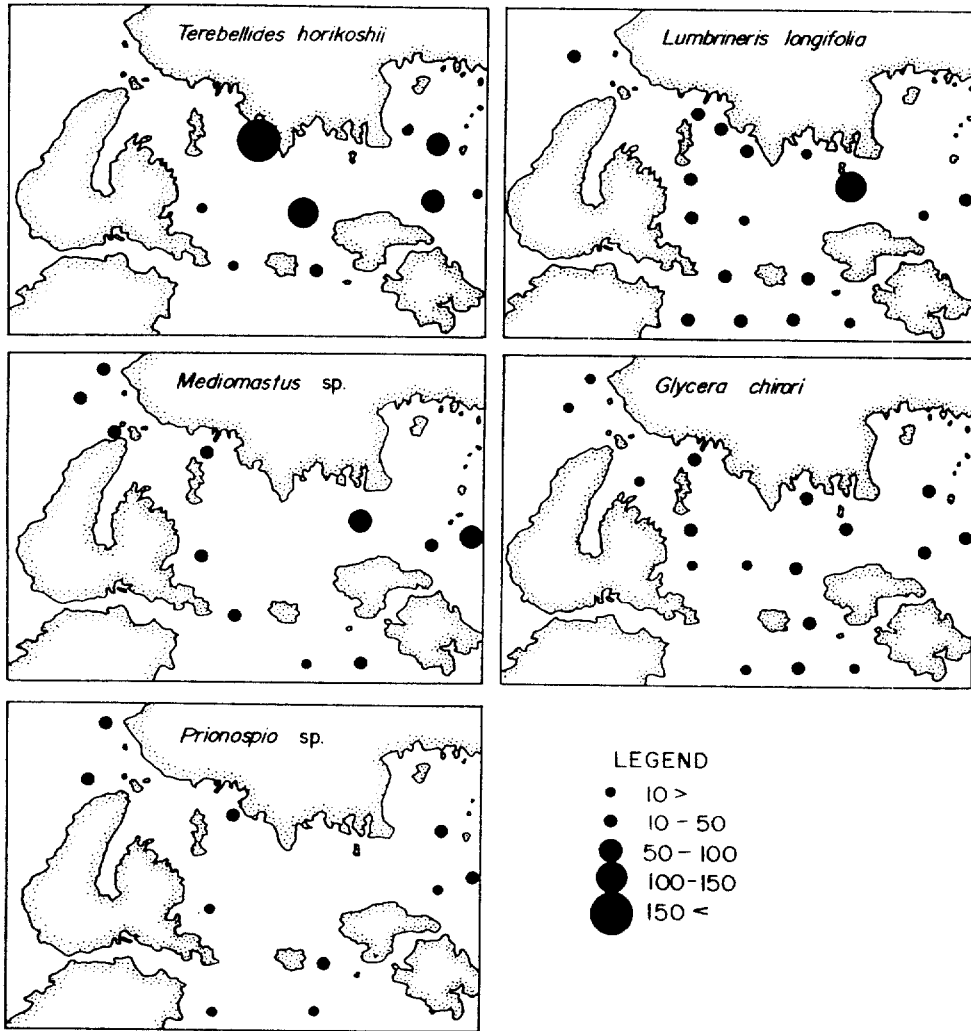 Terebellides horikoshii
Lumbrineris longifolia
Mediomastus sp.
Glycera chirori
Prionospio sp.
LEGEND
10 >
10 - 50
50 - 100
100-150
150 <